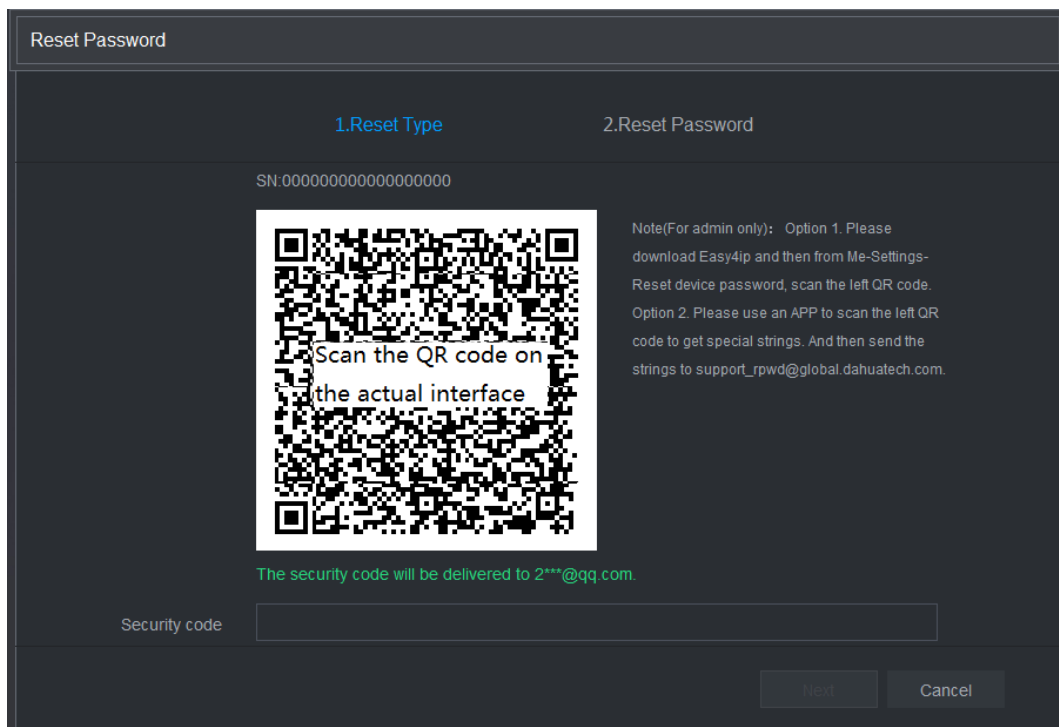 Reset Password
1.Reset Type
2.Reset Password
SN:000000000000000000
Scan the QR code on
the actual interface
Note(For admin only): Option 1. Please
download Easy4ip and then from Me-Settings-
Reset device password, scan the left QR code.
Option 2. Please use an APP to scan the left QR
code to get special strings. And then send the
strings to support_rpwd@global.dahuatech.com.
The security code will be delivered to 2***@qq.com.
Security code
Next
Cancel